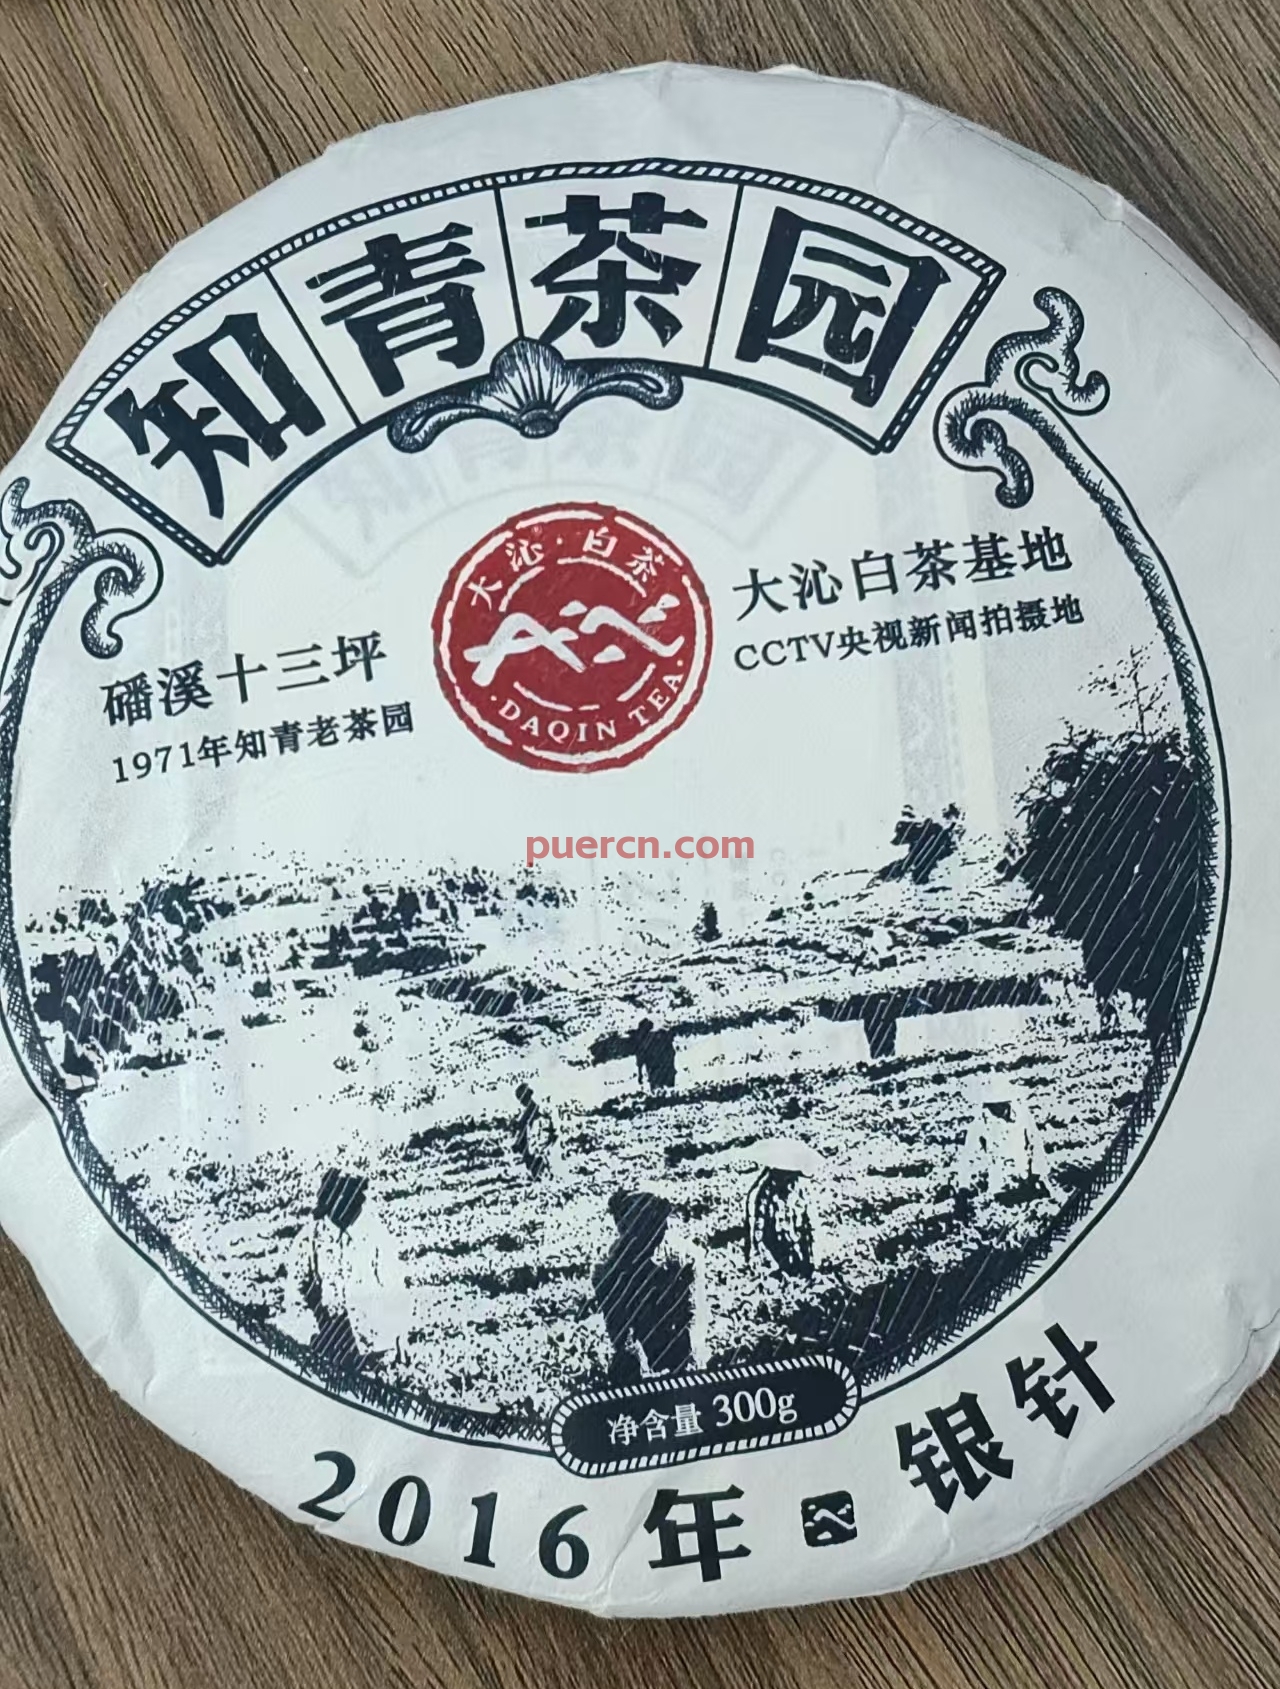 知青茶园
大沁·白茶
·DAQIN TEA·
大沁白茶基地
CCTV央视新闻拍摄地
磻溪十三坪
1971年知青老茶园
puercn.com
净含量 300g
2016年 银针